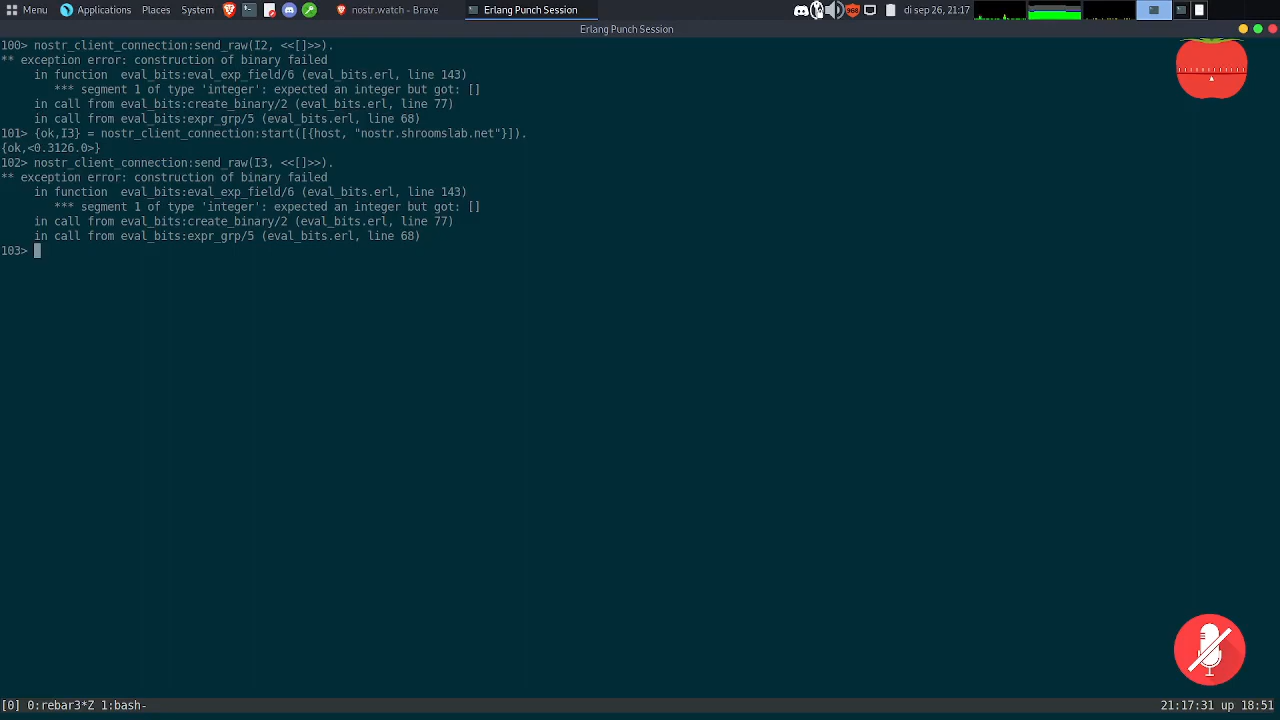 Menu Applications Places System nostr.watch - Brave Erlang Punch Session 968 di sep 26, 21:17
Erlang Punch Session
100> nostr_client_connection:send_raw(I2, <<[]>>).
** exception error: construction of binary failed
     in function  eval_bits:eval_exp_field/6 (eval_bits.erl, line 143)
        *** segment 1 of type 'integer': expected an integer but got: []
     in call from eval_bits:create_binary/2 (eval_bits.erl, line 77)
     in call from eval_bits:expr_grp/5 (eval_bits.erl, line 68)
101> {ok,I3} = nostr_client_connection:start([{host, "nostr.shroomslab.net"}]).
{ok,<0.3126.0>}
102> nostr_client_connection:send_raw(I3, <<[]>>).
** exception error: construction of binary failed
     in function  eval_bits:eval_exp_field/6 (eval_bits.erl, line 143)
        *** segment 1 of type 'integer': expected an integer but got: []
     in call from eval_bits:create_binary/2 (eval_bits.erl, line 77)
     in call from eval_bits:expr_grp/5 (eval_bits.erl, line 68)
103>
[0] 0:rebar3*Z 1:bash- 21:17:31 up 18:51